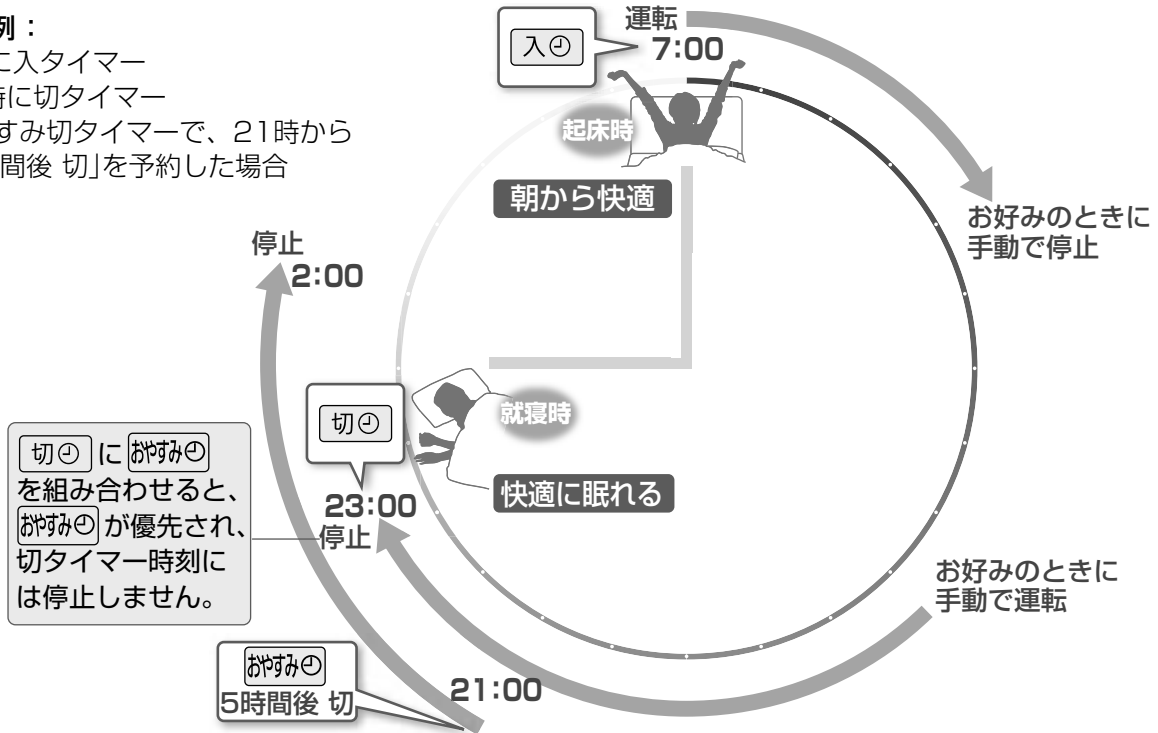 例：
に入タイマー
時に切タイマー
すみ切タイマーで、21時から
間後 切」を予約した場合
入
運転
7:00
起床時
朝から快適
お好みのときに
手動で停止
停止
2:00
就寝時
快適に眠れる
切
23:00
停止
切 に おやすみ
を組み合わせると、
おやすみ が優先され、
切タイマー時刻に
は停止しません。
お好みのときに
手動で運転
おやすみ
5時間後 切
21:00